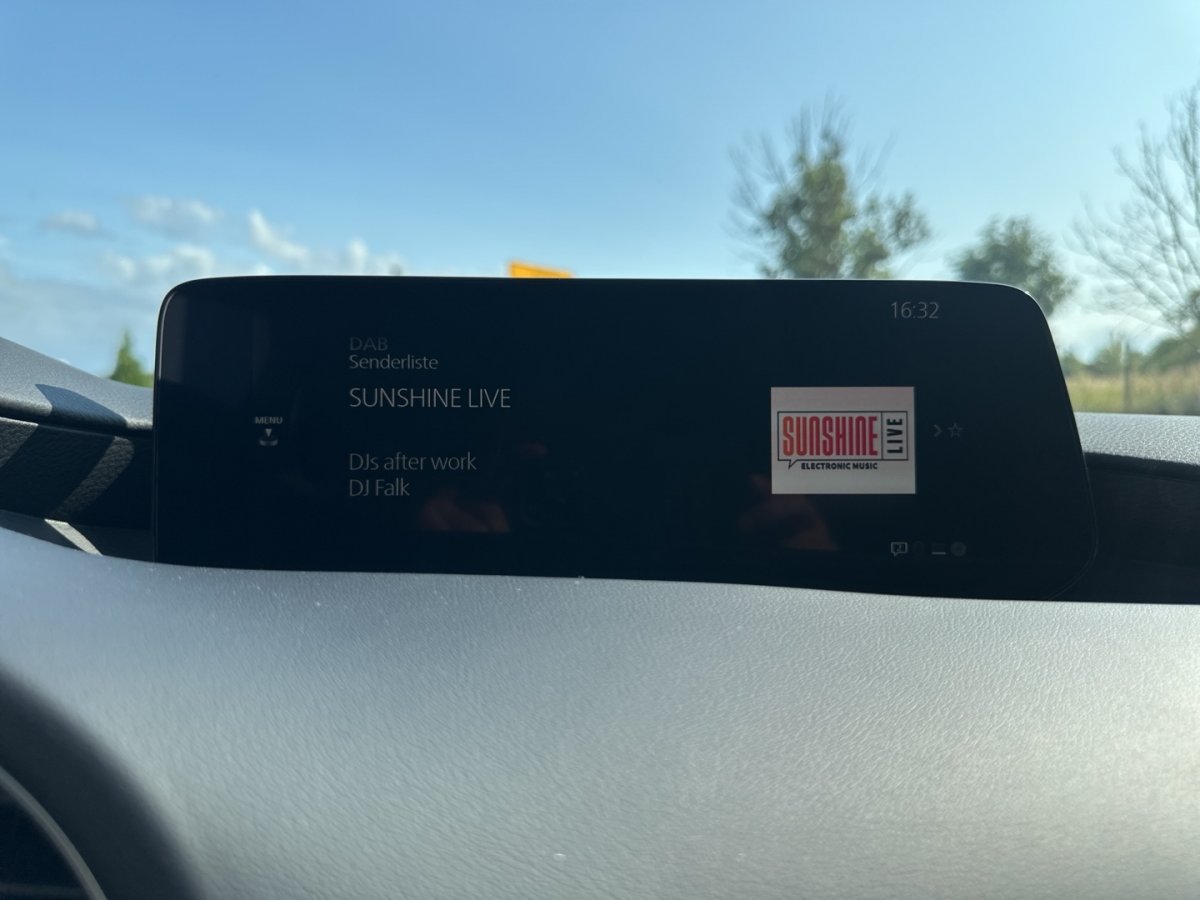 16:32
DAB
Senderliste
SUNSHINE LIVE
MENU
DJs after work
DJ Falk
SUNSHINE
LIVE
ELECTRONIC MUSIC